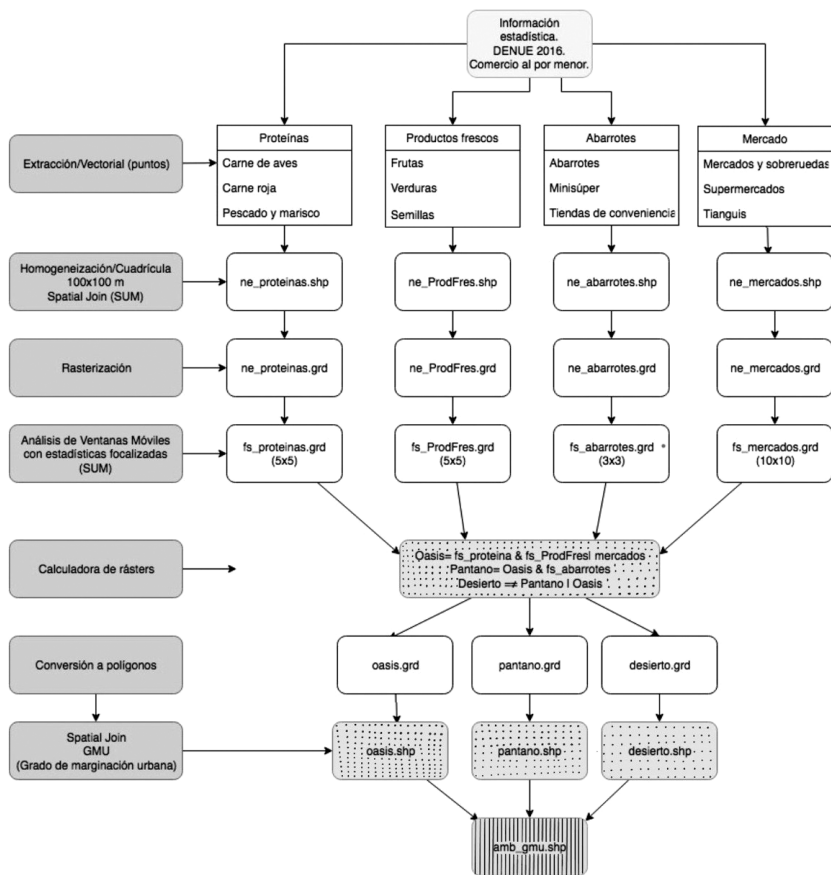 Información
estadística.
DENUE 2016.
Comercio al por menor.
Extracción/Vectorial (puntos)
Proteínas
Carne de aves
Carne roja
Pescado y marisco
Productos frescos
Frutas
Verduras
Semillas
Abarrotes
Abarrotes
Minisúper
Tiendas de conveniencia
Mercado
Mercados y sobreruedas
Supermercados
Tianguis
Homogeneización/Cuadrícula
100x100 m
Spatial Join (SUM)
ne_proteinas.shp
ne_ProdFres.shp
ne_abarrotes.shp
ne_mercados.shp
Rasterización
ne_proteinas.grd
ne_ProdFres.grd
ne_abarrotes.grd
ne_mercados.grd
Análisis de Ventanas Móviles
con estadísticas focalizadas
(SUM)
fs_proteinas.grd
(5x5)
fs_ProdFres.grd
(5x5)
fs_abarrotes.grd *
(3x3)
fs_mercados.grd
(10x10)
Calculadora de rásters
Oasis= fs_proteina & fs_ProdFres| mercados
Pantano= Oasis & fs_abarrotes
Desierto =≠ Pantano | Oasis
Conversión a polígonos
oasis.grd
pantano.grd
desierto.grd
Spatial Join
GMU
(Grado de marginación urbana)
oasis.shp
pantano.shp
desierto.shp
amb_gmu.shp